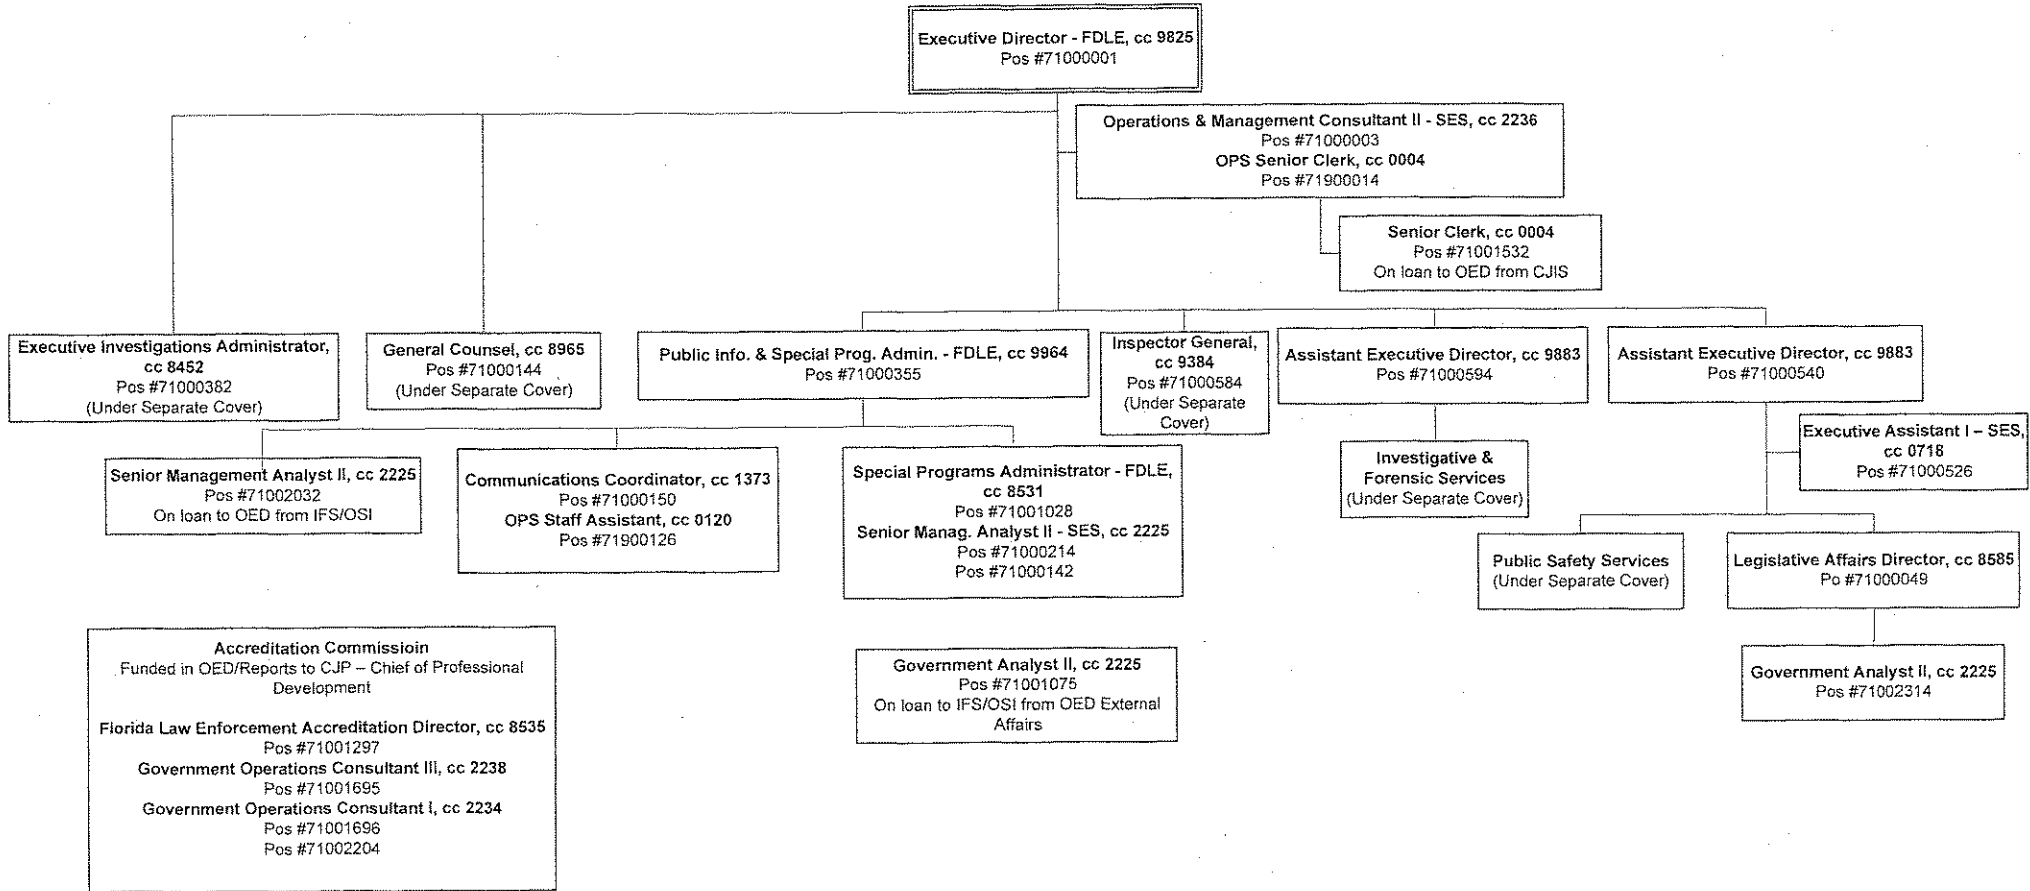 Executive Director - FDLE, cc 9825
Pos #71000001
Operations & Management Consultant II - SES, cc 2236
Pos #71000003
OPS Senior Clerk, cc 0004
Pos #71900014
Senior Clerk, cc 0004
Pos #71001532
On loan to OED from CJIS
Executive Investigations Administrator,
cc 8452
Pos #71000382
(Under Separate Cover)
General Counsel, cc 8965
Pos #71000144
(Under Separate Cover)
Public Info. & Special Prog. Admin. - FDLE, cc 9964
Pos #71000355
Inspector General,
cc 9384
Pos #71000584
(Under Separate
Cover)
Assistant Executive Director, cc 9883
Pos #71000594
Assistant Executive Director, cc 9883
Pos #71000540
Executive Assistant I – SES,
cc 0718
Pos #71000526
Senior Management Analyst II, cc 2225
Pos #71002032
On loan to OED from IFS/OSI
Communications Coordinator, cc 1373
Pos #71000150
OPS Staff Assistant, cc 0120
Pos #71900126
Special Programs Administrator - FDLE,
cc 8531
Pos #71001028
Senior Manag. Analyst II - SES, cc 2225
Pos #71000214
Pos #71000142
Investigative &
Forensic Services
(Under Separate Cover)
Public Safety Services
(Under Separate Cover)
Legislative Affairs Director, cc 8585
Po #71000049
Government Analyst II, cc 2225
Pos #71002314
Accreditation Commissioin
Funded in OED/Reports to CJP – Chief of Professional
Development
Florida Law Enforcement Accreditation Director, cc 8535
Pos #71001297
Government Operations Consultant III, cc 2238
Pos #71001695
Government Operations Consultant I, cc 2234
Pos #71001696
Pos #71002204
Government Analyst II, cc 2225
Pos #71001075
On loan to IFS/OSI from OED External
Affairs